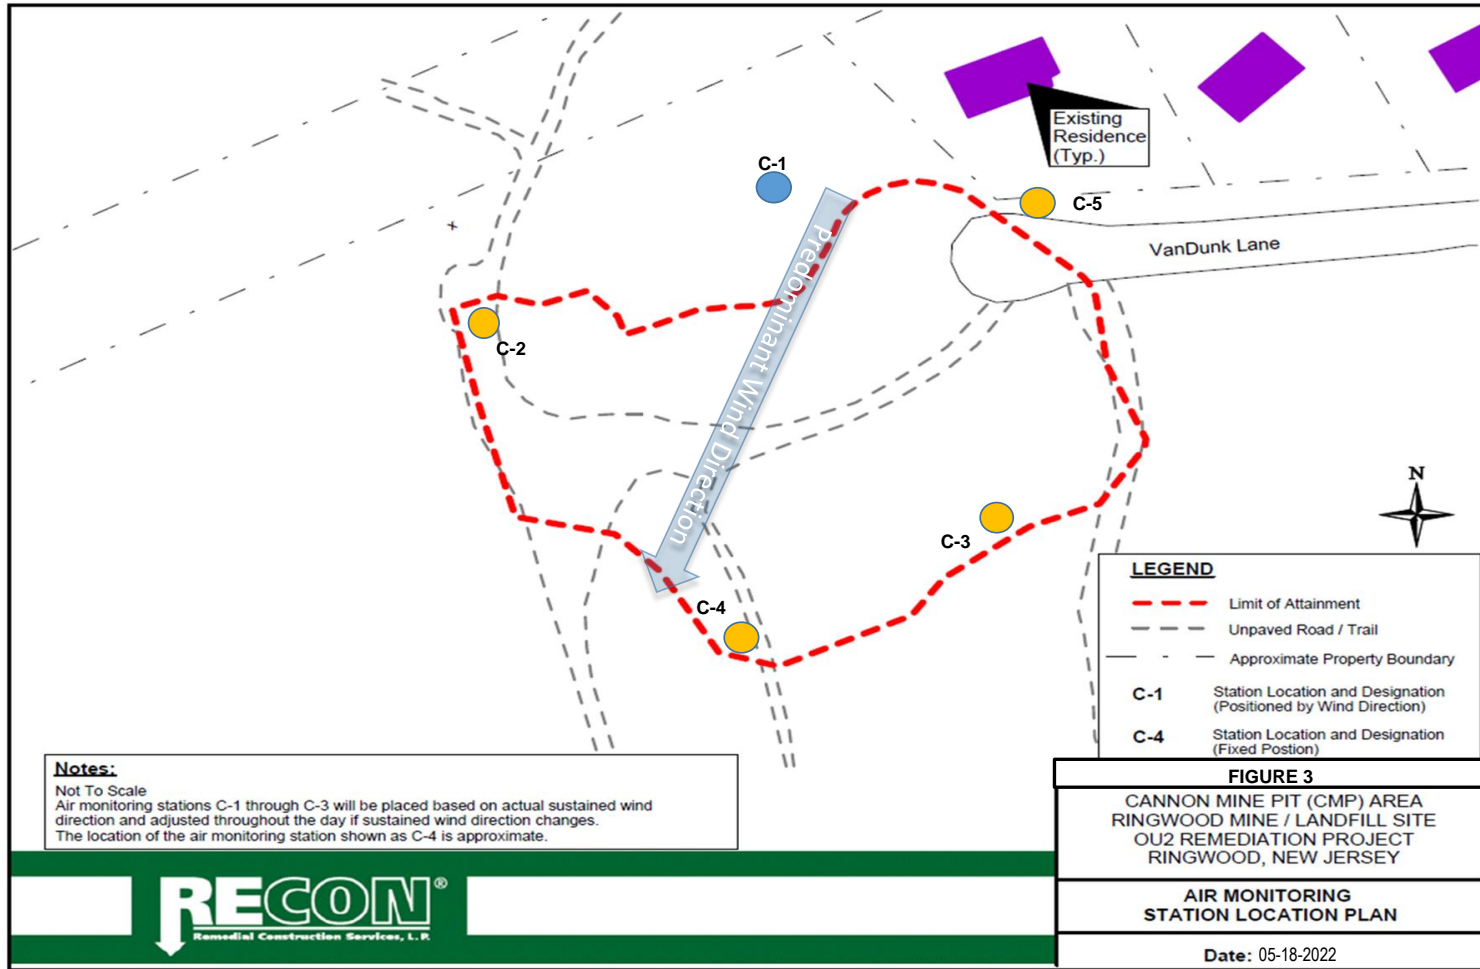 Existing
Residence
(Typ.)
C-1
C-5
VanDunk Lane
Predominant Wind Direction
C-2
N
C-3
C-4
LEGEND
Limit of Attainment
Unpaved Road / Trail
Approximate Property Boundary
C-1 Station Location and Designation
(Positioned by Wind Direction)
C-4 Station Location and Designation
(Fixed Postion)
Notes:
Not To Scale
Air monitoring stations C-1 through C-3 will be placed based on actual sustained wind
direction and adjusted throughout the day if sustained wind direction changes.
The location of the air monitoring station shown as C-4 is approximate.
FIGURE 3
CANNON MINE PIT (CMP) AREA
RINGWOOD MINE / LANDFILL SITE
OU2 REMEDIATION PROJECT
RINGWOOD, NEW JERSEY
AIR MONITORING
STATION LOCATION PLAN
Date: 05-18-2022
RECON®
Remedial Construction Services, L.P.